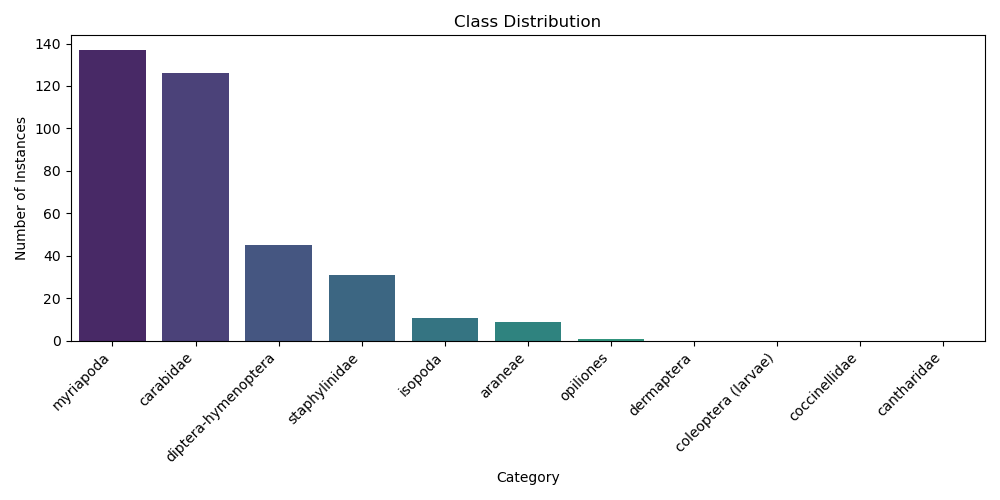 Class Distribution
Number of Instances
140
120
100
80
60
40
20
0
myriapoda
carabidae
diptera-hymenoptera
staphylinidae
isopoda
araneae
opiliones
dermaptera
coleoptera (larvae)
coccinellidae
cantharidae
Category